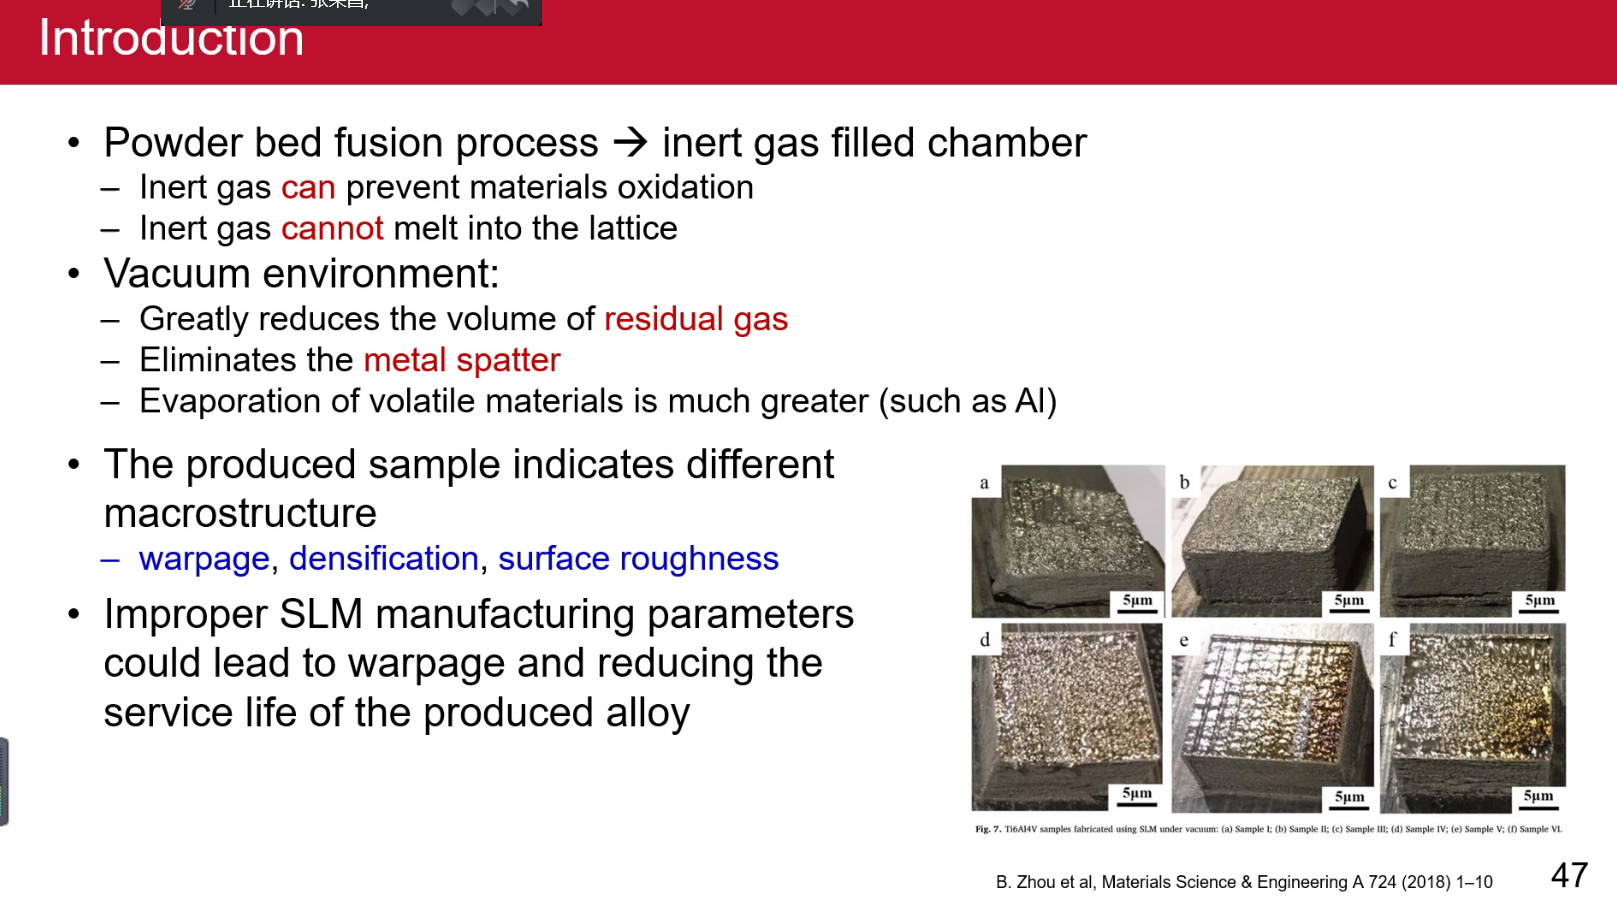 正在讲话: 张荣昌;
Introduction
• Powder bed fusion process → inert gas filled chamber
– Inert gas can prevent materials oxidation
– Inert gas cannot melt into the lattice
• Vacuum environment:
– Greatly reduces the volume of residual gas
– Eliminates the metal spatter
– Evaporation of volatile materials is much greater (such as Al)
• The produced sample indicates different
macrostructure
– warpage, densification, surface roughness
• Improper SLM manufacturing parameters
could lead to warpage and reducing the
service life of the produced alloy
a b c
5μm 5μm 5μm
d e f
5μm 5μm 5μm
Fig. 7. Ti6Al4V samples fabricated using SLM under vacuum: (a) Sample I; (b) Sample II; (c) Sample III; (d) Sample IV; (e) Sample V; (f) Sample VI.
B. Zhou et al, Materials Science & Engineering A 724 (2018) 1–10
47